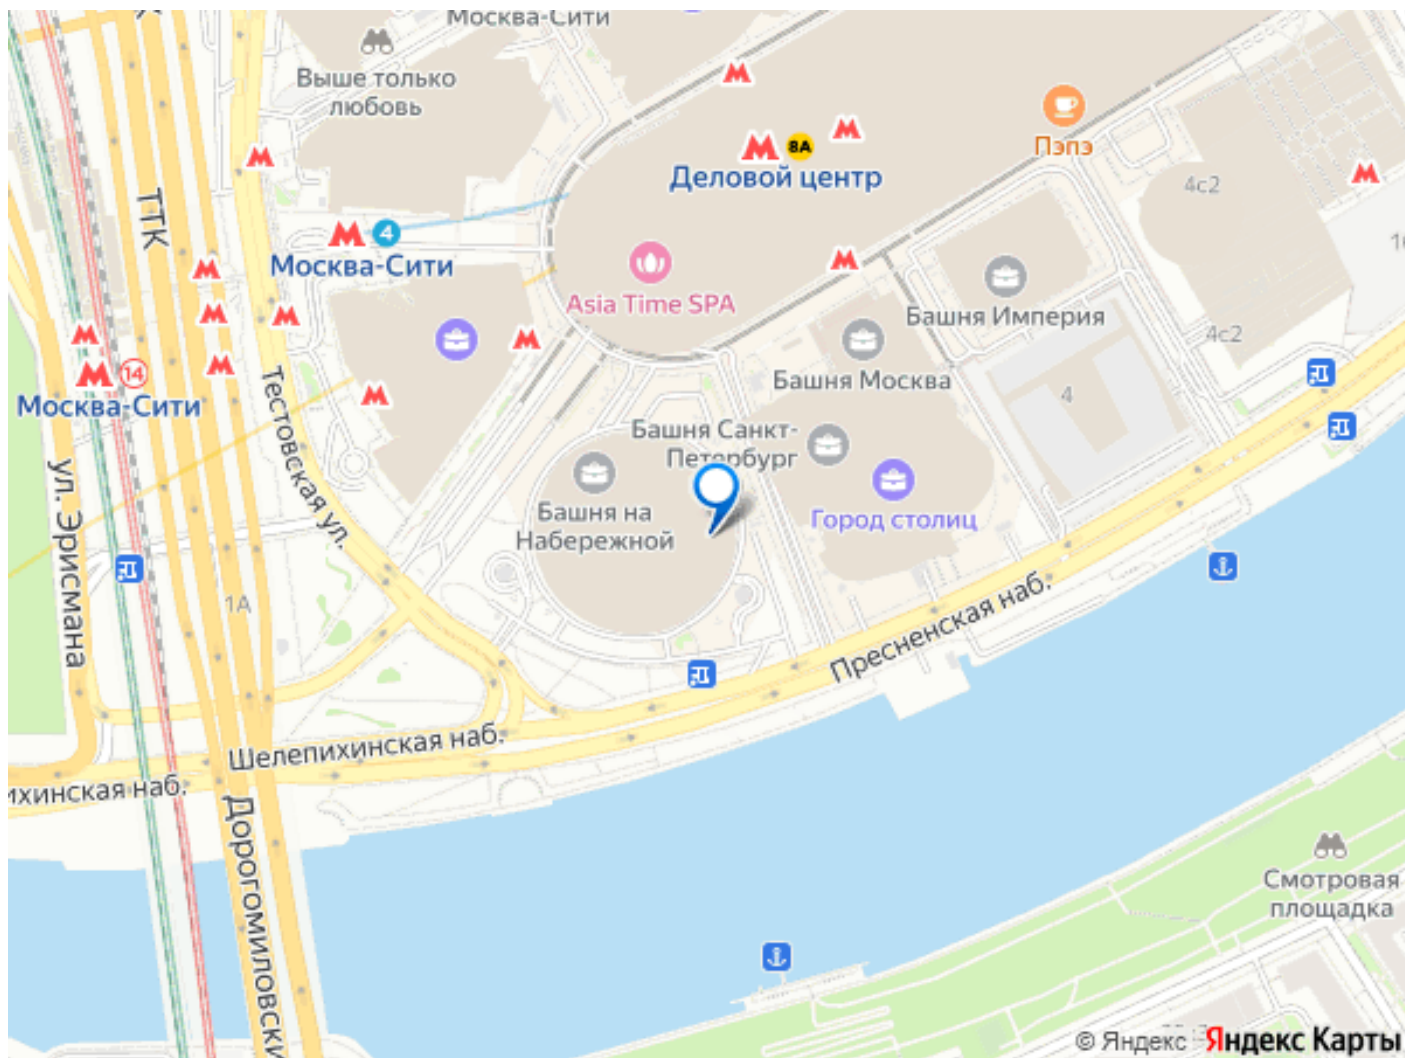 Москва-Сити
Выше только
любовь
Пэпэ
8А
Деловой центр
4с2
ТТК
4
Москва-Сити
Asia Time SPA
Башня Империя
4с2
Башня Москва
14
Москва-Сити
4
Тестовская ул.
Башня Санкт-
Петербург
ул. Эрисмана
Башня на
Набережной
Город столиц
1А
Пресненская наб.
Шелепихинская наб.
ихинская наб.
Дорогомиловски
Смотровая
площадка
© Яндекс Яндекс Карты